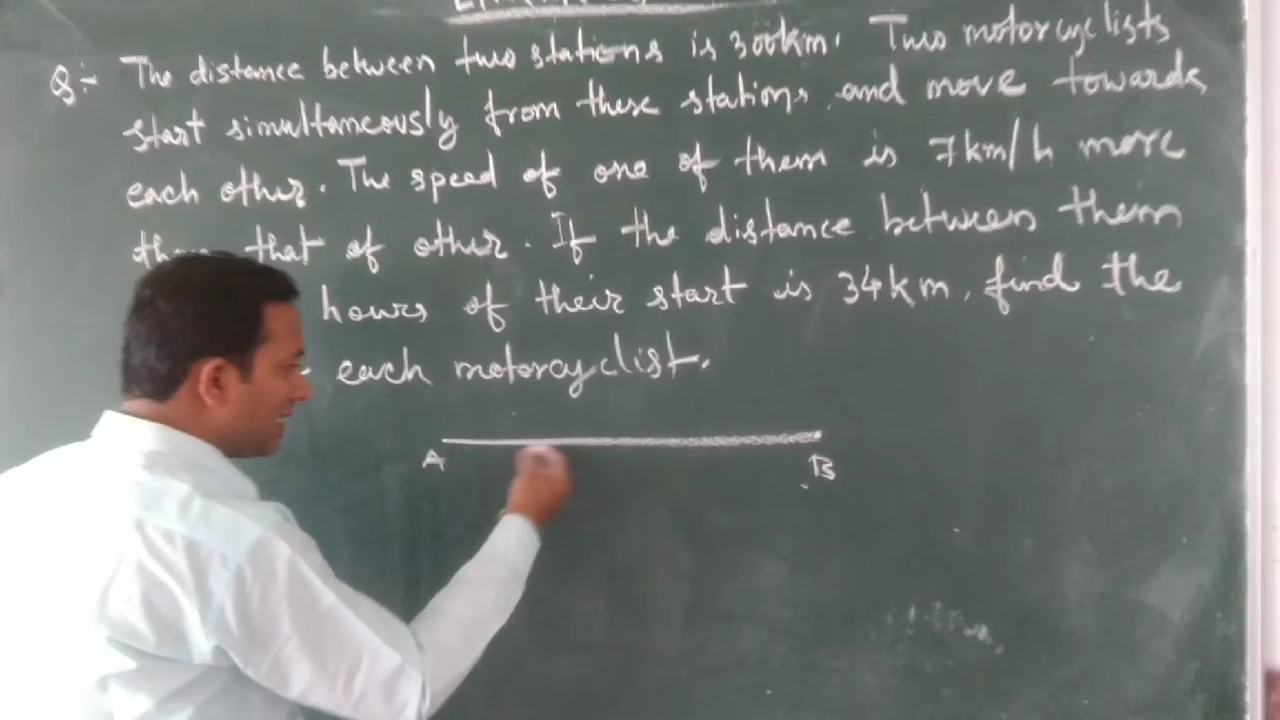 Q:- The distance between two stations is 300km. Two motorcyclists
start simultaneously from these stations and move towards
each other. The speed of one of them is 7km/h more
that of other. If the distance between them
hours of their start is 34km, find the
each motorcyclist.
A
B